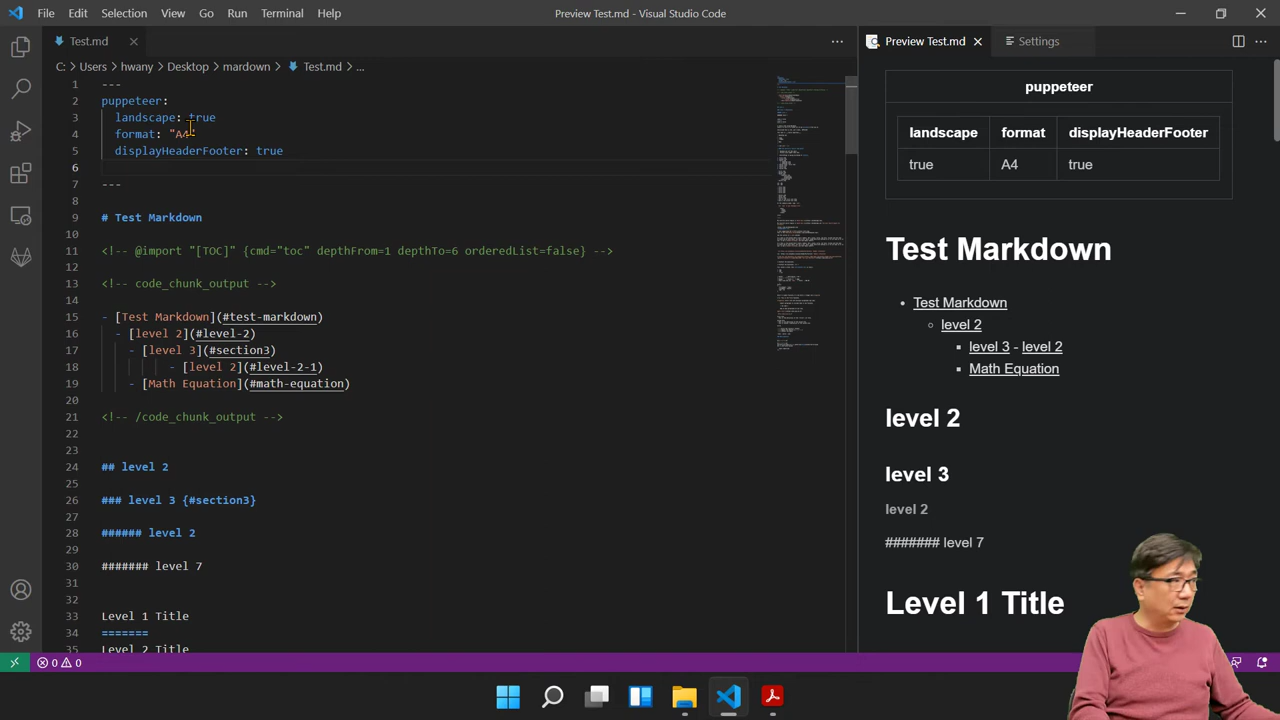 File Edit Selection View Go Run Terminal Help
Preview Test.md - Visual Studio Code
Test.md
C: > Users > hwany > Desktop > mardown > Test.md > ...
1 ---
2 puppeteer:
3 landscape: true
4 format: "A4"
5 displayHeaderFooter: true
6
7 ---
8
9 # Test Markdown
10
11 <!-- @import "[TOC]" {cmd="toc" depthFrom=1 depthTo=6 orderedList=false} -->
12
13 <!-- code_chunk_output -->
14
15 - [Test Markdown](#test-markdown)
16 - [level 2](#level-2)
17 - [level 3](#section3)
18 - [level 2](#level-2-1)
19 - [Math Equation](#math-equation)
20
21 <!-- /code_chunk_output -->
22
23
24 ## level 2
25
26 ### level 3 {#section3}
27
28 ###### level 2
29
30 ####### level 7
31
32
33 Level 1 Title
34 =======
35 Level 2 Title
0 0
Preview Test.md
Settings
puppeteer
landscape format displayHeaderFooter
true A4 true
Test Markdown
• Test Markdown
level 2
level 3 - level 2
Math Equation
level 2
level 3
level 2
####### level 7
Level 1 Title